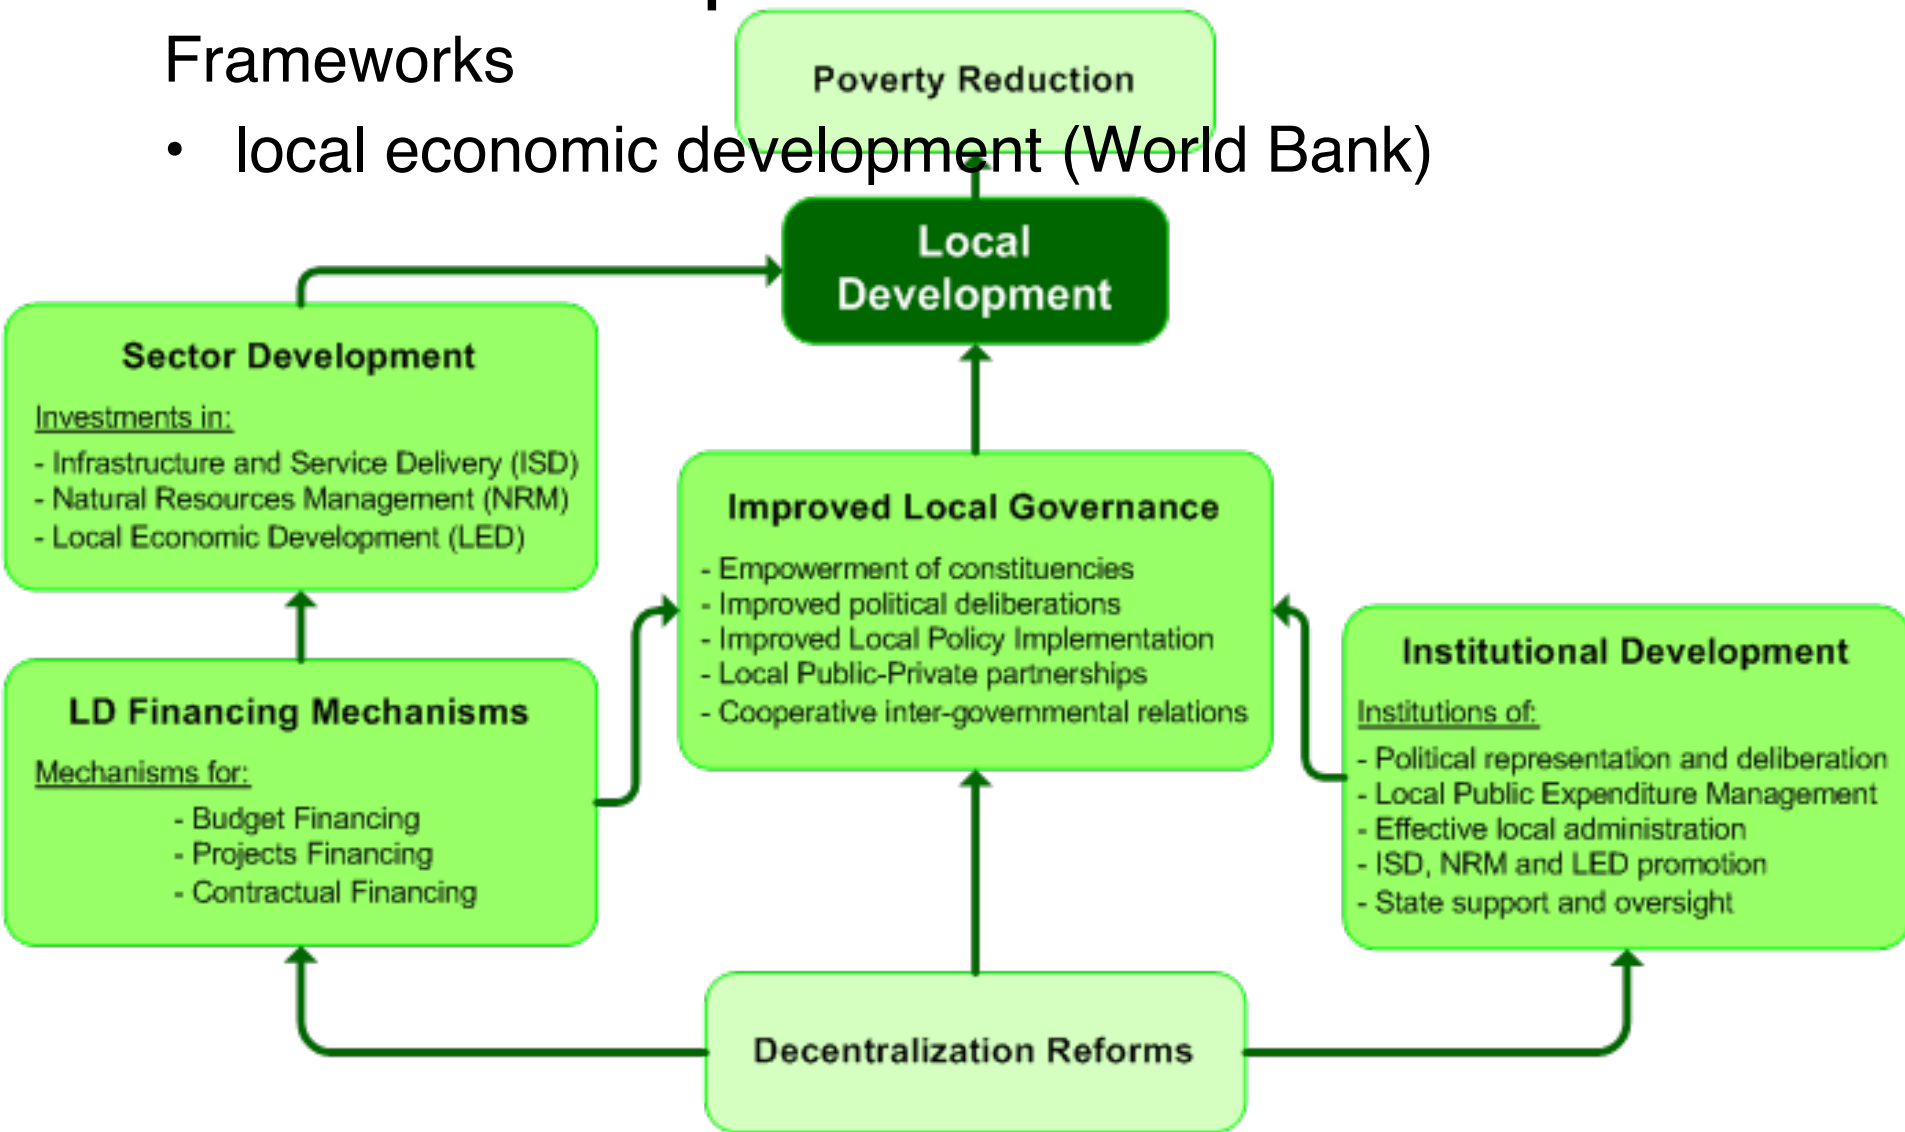 Frameworks
• local economic development (World Bank)
Poverty Reduction
Local
Development
Sector Development
Investments in:
- Infrastructure and Service Delivery (ISD)
- Natural Resources Management (NRM)
- Local Economic Development (LED)
Improved Local Governance
- Empowerment of constituencies
- Improved political deliberations
- Improved Local Policy Implementation
- Local Public-Private partnerships
- Cooperative inter-governmental relations
LD Financing Mechanisms
Mechanisms for:
- Budget Financing
- Projects Financing
- Contractual Financing
Institutional Development
Institutions of:
- Political representation and deliberation
- Local Public Expenditure Management
- Effective local administration
- ISD, NRM and LED promotion
- State support and oversight
Decentralization Reforms